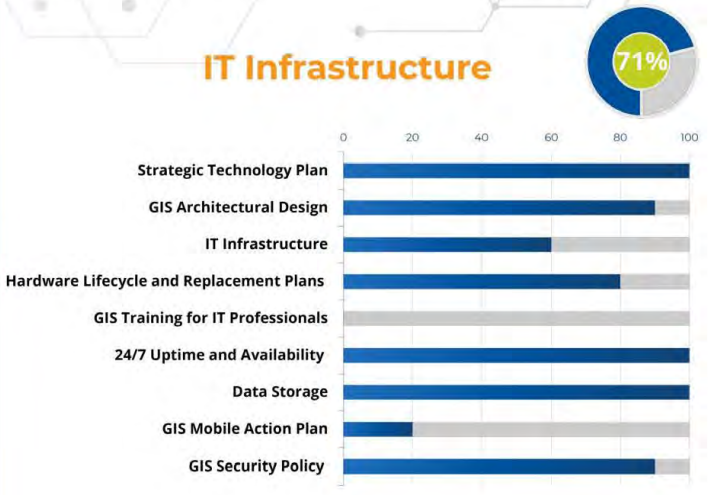 IT Infrastructure
71%
0 20 40 60 80 100
Strategic Technology Plan
GIS Architectural Design
IT Infrastructure
Hardware Lifecycle and Replacement Plans
GIS Training for IT Professionals
24/7 Uptime and Availability
Data Storage
GIS Mobile Action Plan
GIS Security Policy